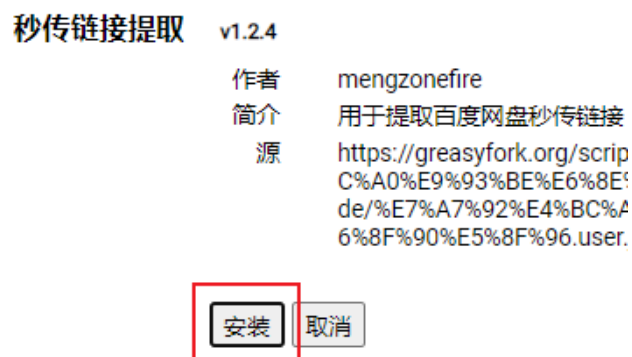 秒传链接提取 v1.2.4
作者 mengzonefire
简介 用于提取百度网盘秒传链接
源 https://greasyfork.org/scrip
C%A0%E9%93%BE%E6%8E%
de/%E7%A7%92%E4%BC%A
6%8F%90%E5%8F%96.user.
安装 取消